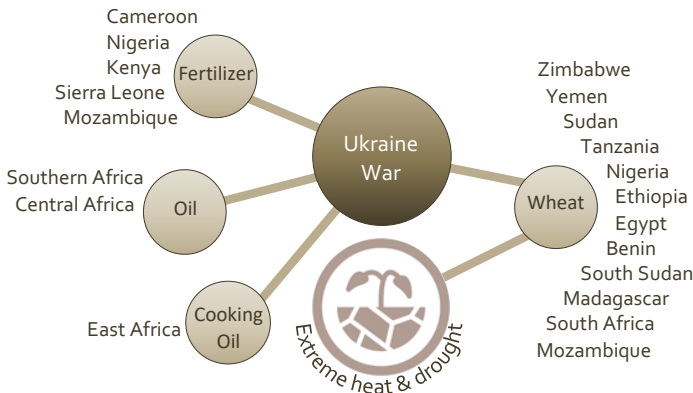 Cameroon
Nigeria
Kenya
Sierra Leone
Mozambique
Fertilizer
Southern Africa
Central Africa
Oil
East Africa
Cooking
Oil
Ukraine
War
Extreme heat & drought
Wheat
Zimbabwe
Yemen
Sudan
Tanzania
Nigeria
Ethiopia
Egypt
Benin
South Sudan
Madagascar
South Africa
Mozambique